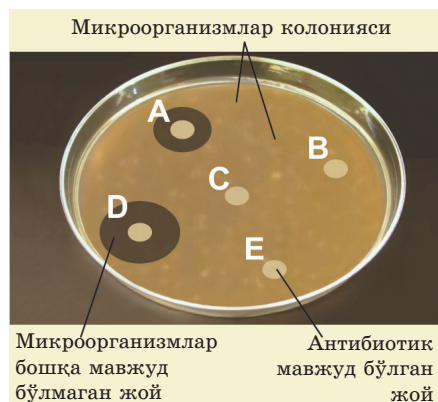 Микроорганизмлар колонияси
A
B
C
D
E
Микроорганизмлар
бошқа мавжуд
бўлмаган жой
Антибиотик
мавжуд бўлган
жой